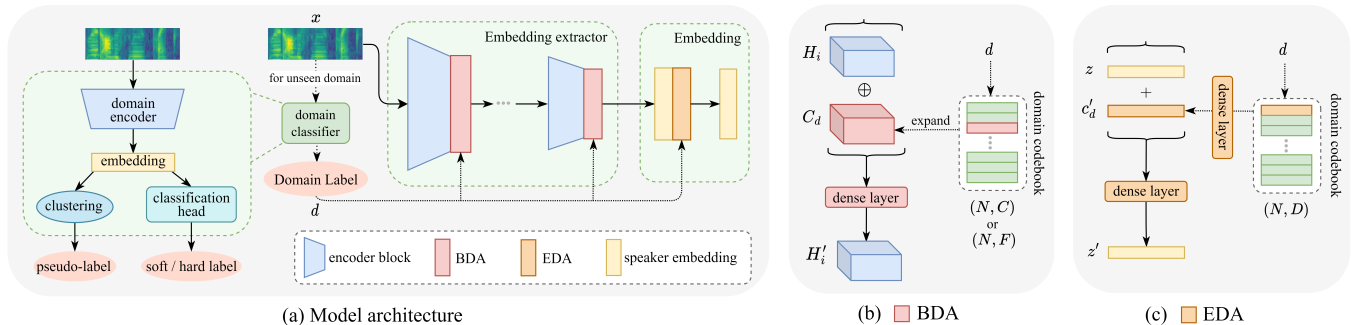 x
for unseen domain
domain
encoder
embedding
clustering
classification
head
pseudo-label
soft / hard label
domain
classifier
Domain Label
d
Embedding extractor
Embedding
encoder block
BDA
EDA
speaker embedding
(a) Model architecture
H_i
⊕
C_d
expand
d
domain codebook
(N, C)
or
(N, F)
dense layer
H'_i
(b) BDA
z
+
c'_d
dense layer
d
domain codebook
(N, D)
dense layer
z'
(c) EDA